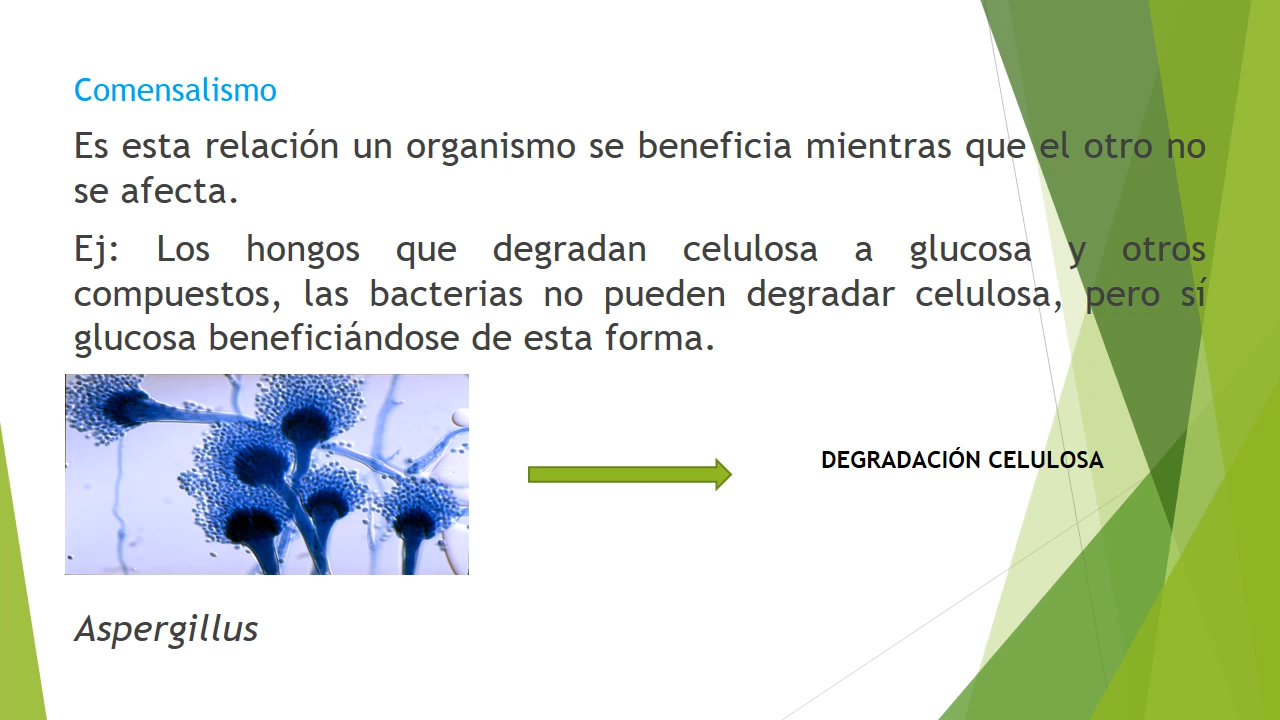 Comensalismo
Es esta relación un organismo se beneficia mientras que el otro no
se afecta.
Ej: Los hongos que degradan celulosa a glucosa y otros
compuestos, las bacterias no pueden degradar celulosa, pero sí
glucosa beneficiándose de esta forma.
DEGRADACIÓN CELULOSA
Aspergillus